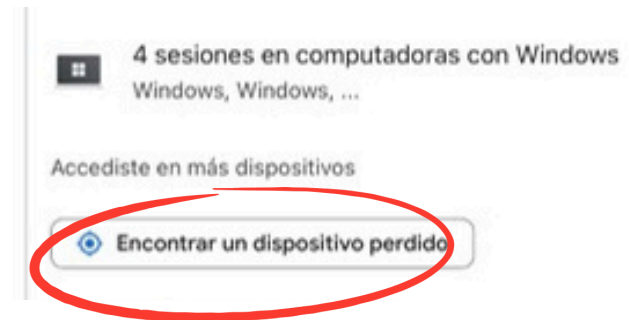 4 sesiones en computadoras con Windows
Windows, Windows, ...
Accediste en más dispositivos
Encontrar un dispositivo perdido